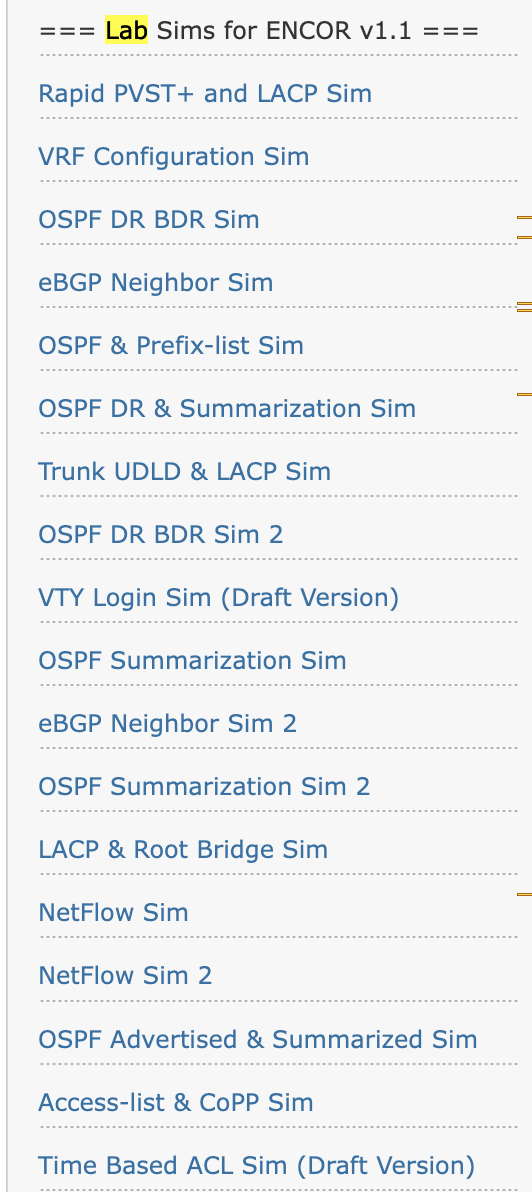 === Lab Sims for ENCOR v1.1 ===
Rapid PVST+ and LACP Sim
VRF Configuration Sim
OSPF DR BDR Sim
eBGP Neighbor Sim
OSPF & Prefix-list Sim
OSPF DR & Summarization Sim
Trunk UDLD & LACP Sim
OSPF DR BDR Sim 2
VTY Login Sim (Draft Version)
OSPF Summarization Sim
eBGP Neighbor Sim 2
OSPF Summarization Sim 2
LACP & Root Bridge Sim
NetFlow Sim
NetFlow Sim 2
OSPF Advertised & Summarized Sim
Access-list & CoPP Sim
Time Based ACL Sim (Draft Version)